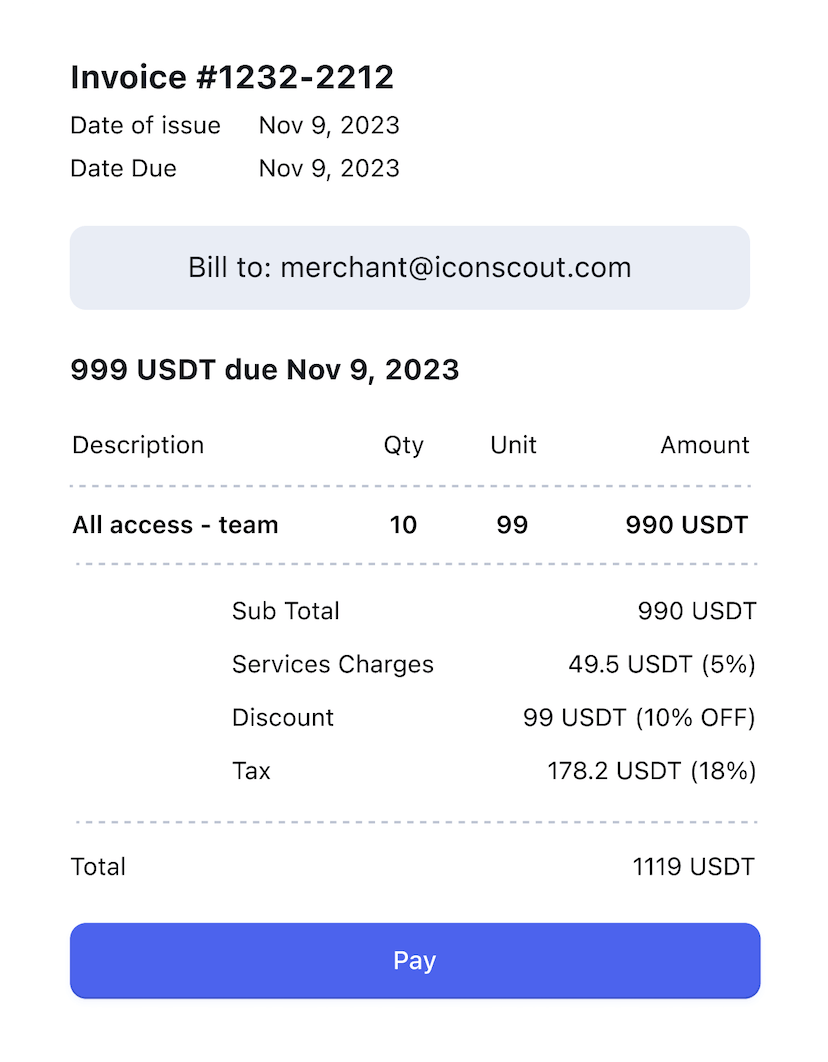 Invoice #1232-2212
Date of issue Nov 9, 2023
Date Due Nov 9, 2023
Bill to: merchant@iconscout.com
999 USDT due Nov 9, 2023
Description Qty Unit Amount
All access - team 10 99 990 USDT
Sub Total 990 USDT
Services Charges 49.5 USDT (5%)
Discount 99 USDT (10% OFF)
Tax 178.2 USDT (18%)
Total 1119 USDT
Pay